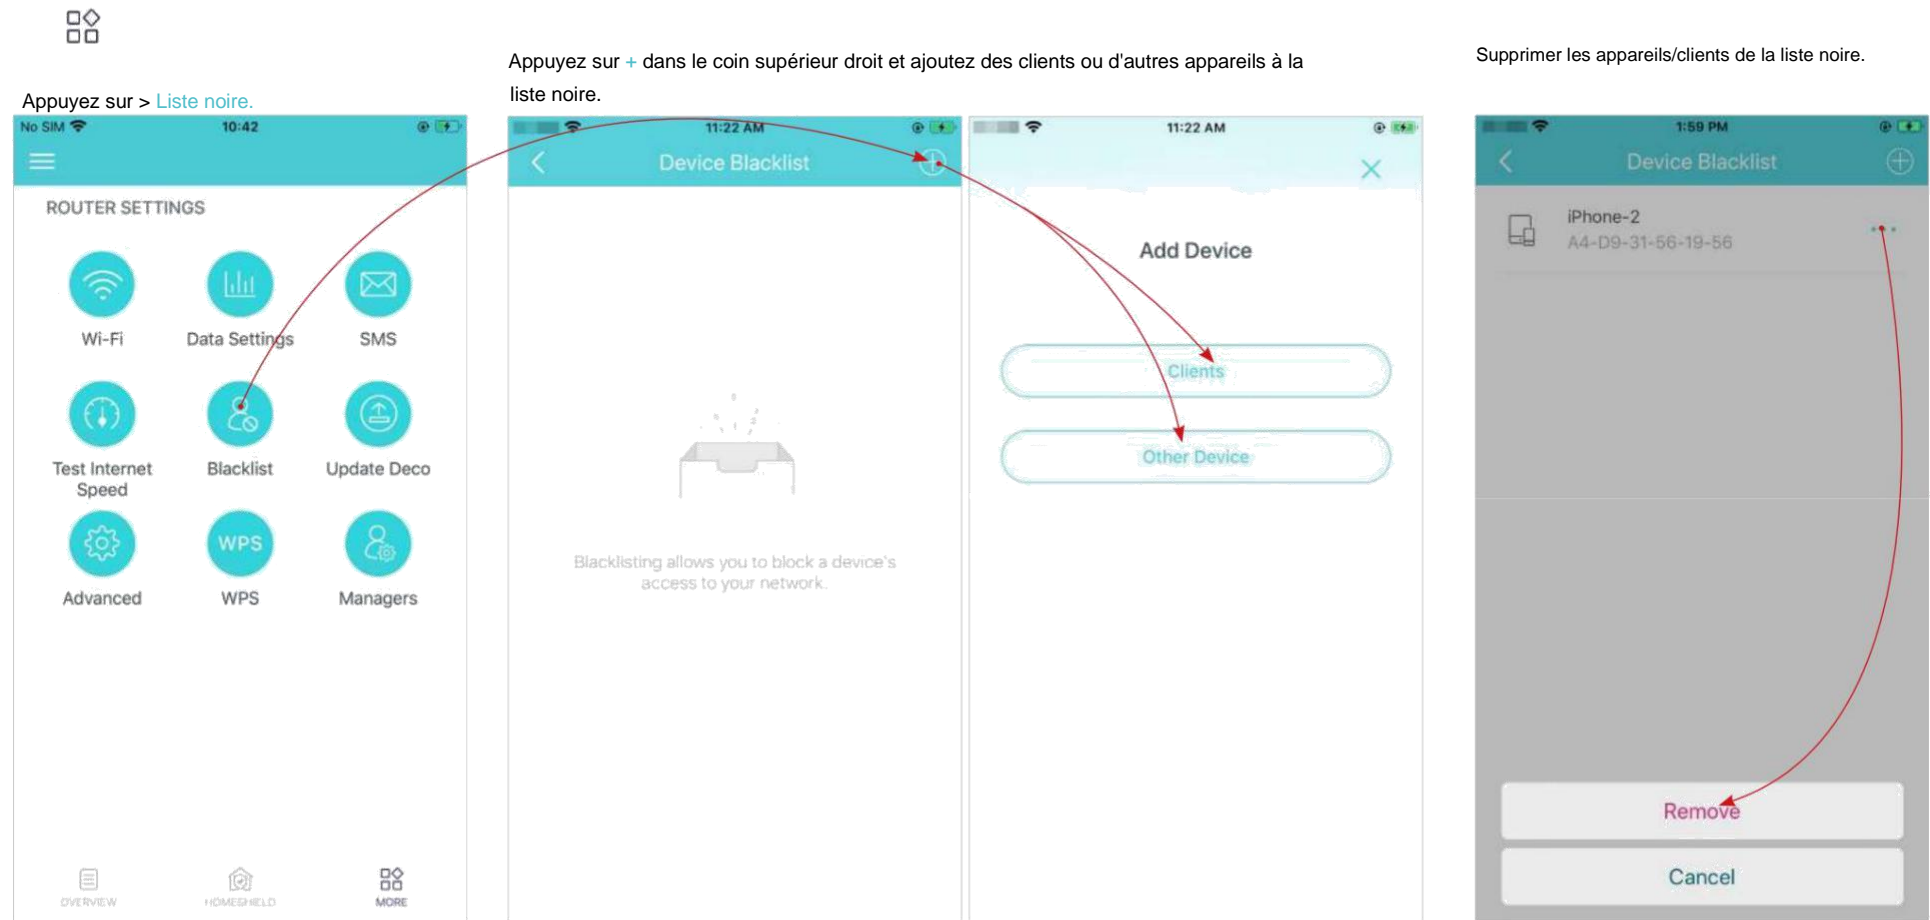 Appuyez sur > Liste noire.
No SIM 10:42
ROUTER SETTINGS
Wi-Fi Data Settings SMS
Test Internet Blacklist Update Deco
Speed
WPS
Advanced WPS Managers
OVERVIEW HOMESHIELD MORE
Appuyez sur + dans le coin supérieur droit et ajoutez des clients ou d'autres appareils à la
liste noire.
11:22 AM
Device Blacklist
Blacklisting allows you to block a device's
access to your network.
11:22 AM
Add Device
Clients
Other Device
Supprimer les appareils/clients de la liste noire.
1:59 PM
Device Blacklist
iPhone-2
A4-D9-31-56-19-56
Remove
Cancel